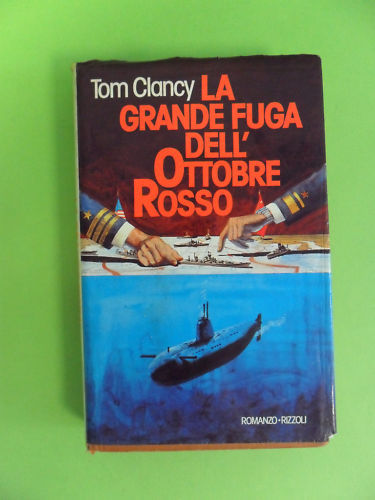 Tom Clancy LA
GRANDE FUGA
DELL'
OTTOBRE
ROSSO
ROMANZO•RIZZOLI